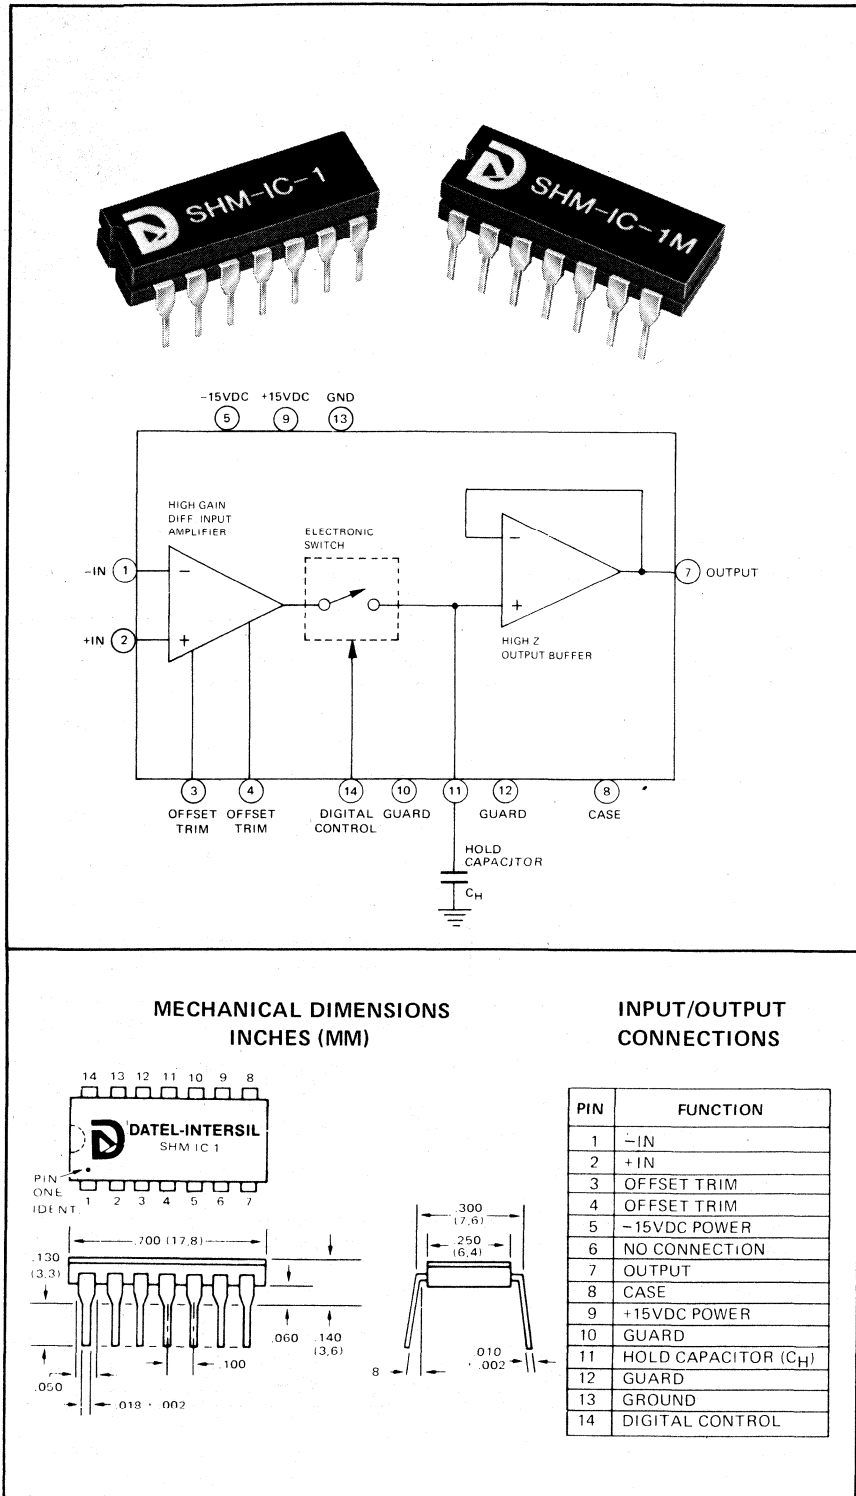 SHM-IC-1
SHM-IC-1M
-15VDC +15VDC GND
5 9 13
HIGH GAIN
DIFF INPUT
AMPLIFIER
ELECTRONIC
SWITCH
-IN 1
+IN 2
7 OUTPUT
HIGH Z
OUTPUT BUFFER
3 4 14 10 11 12 8
OFFSET TRIM
OFFSET TRIM
DIGITAL CONTROL
GUARD
GUARD
CASE
HOLD
CAPACITOR
CH
MECHANICAL DIMENSIONS
INCHES (MM)
14 13 12 11 10 9 8
DATEL-INTERSIL
SHM IC 1
PIN
ONE
IDENT.
1 2 3 4 5 6 7
.700 (17,8)
.130
(3,3)
.060
.140
(3,6)
.100
.050
.018 · .002
.300
(7,6)
.250
(6,4)
8
.010
· .002
INPUT/OUTPUT
CONNECTIONS
PIN FUNCTION
1 -IN
2 +IN
3 OFFSET TRIM
4 OFFSET TRIM
5 -15VDC POWER
6 NO CONNECTION
7 OUTPUT
8 CASE
9 +15VDC POWER
10 GUARD
11 HOLD CAPACITOR (CH)
12 GUARD
13 GROUND
14 DIGITAL CONTROL